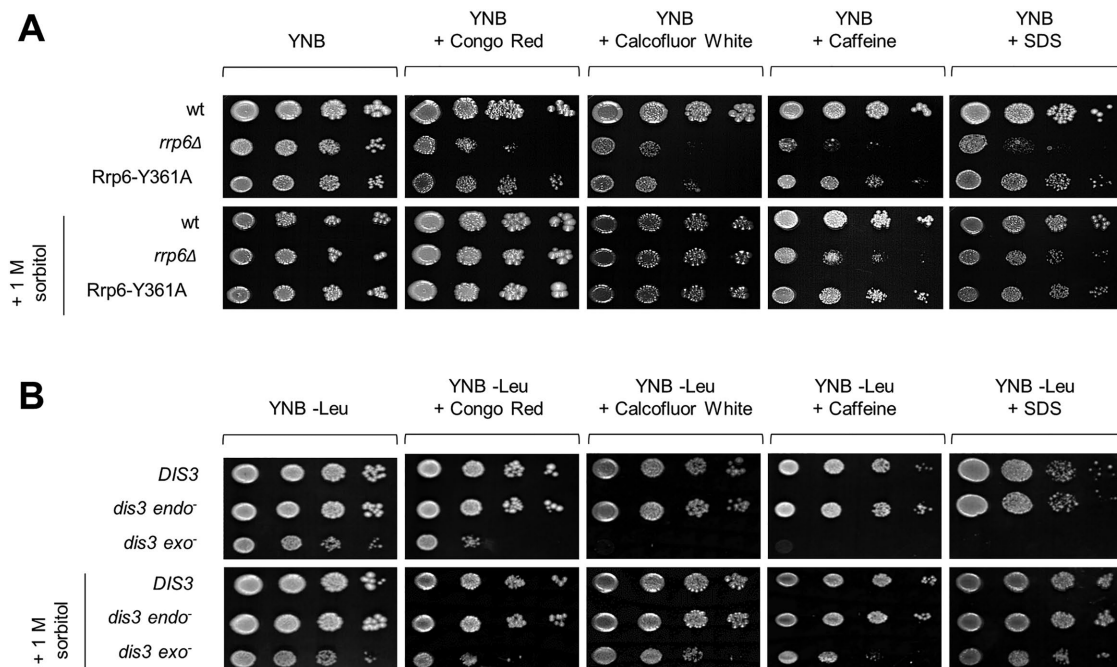 A
YNB
YNB
+ Congo Red
YNB
+ Calcofluor White
YNB
+ Caffeine
YNB
+ SDS
wt
rrp6Δ
Rrp6-Y361A
+ 1 M
sorbitol
wt
rrp6Δ
Rrp6-Y361A
B
YNB -Leu
YNB -Leu
+ Congo Red
YNB -Leu
+ Calcofluor White
YNB -Leu
+ Caffeine
YNB -Leu
+ SDS
DIS3
dis3 endo-
dis3 exo-
+ 1 M
sorbitol
DIS3
dis3 endo-
dis3 exo-